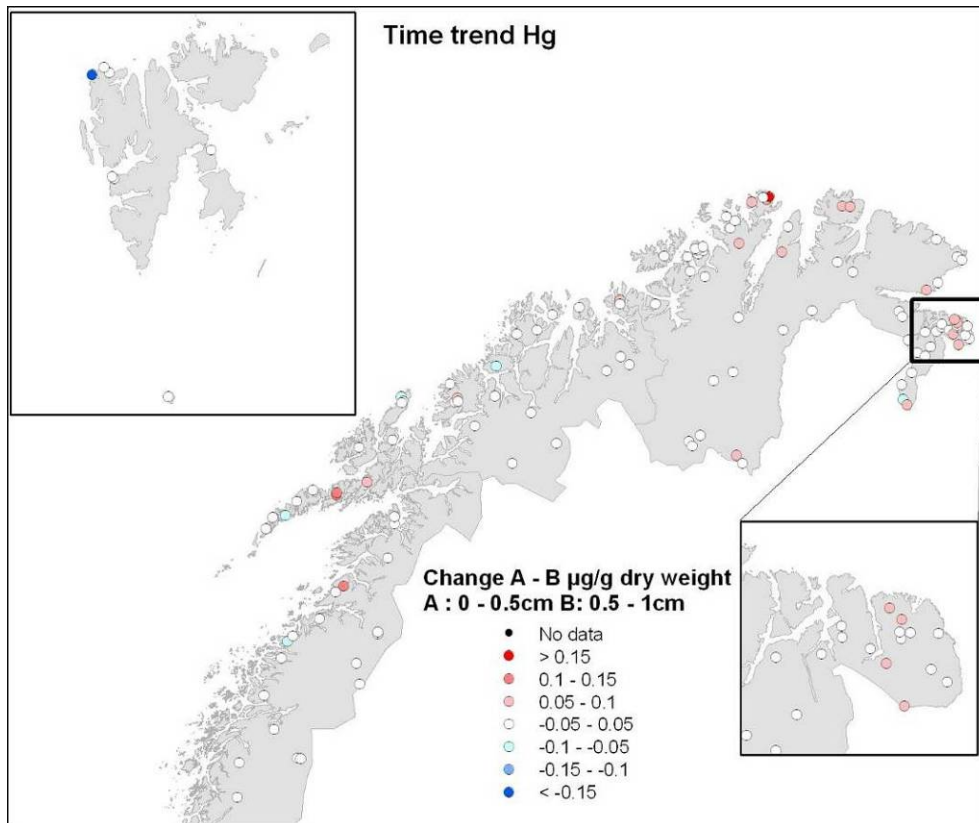 Time trend Hg
Change A - B µg/g dry weight
A : 0 - 0.5cm B: 0.5 - 1cm
No data
> 0.15
0.1 - 0.15
0.05 - 0.1
-0.05 - 0.05
-0.1 - -0.05
-0.15 - -0.1
< -0.15